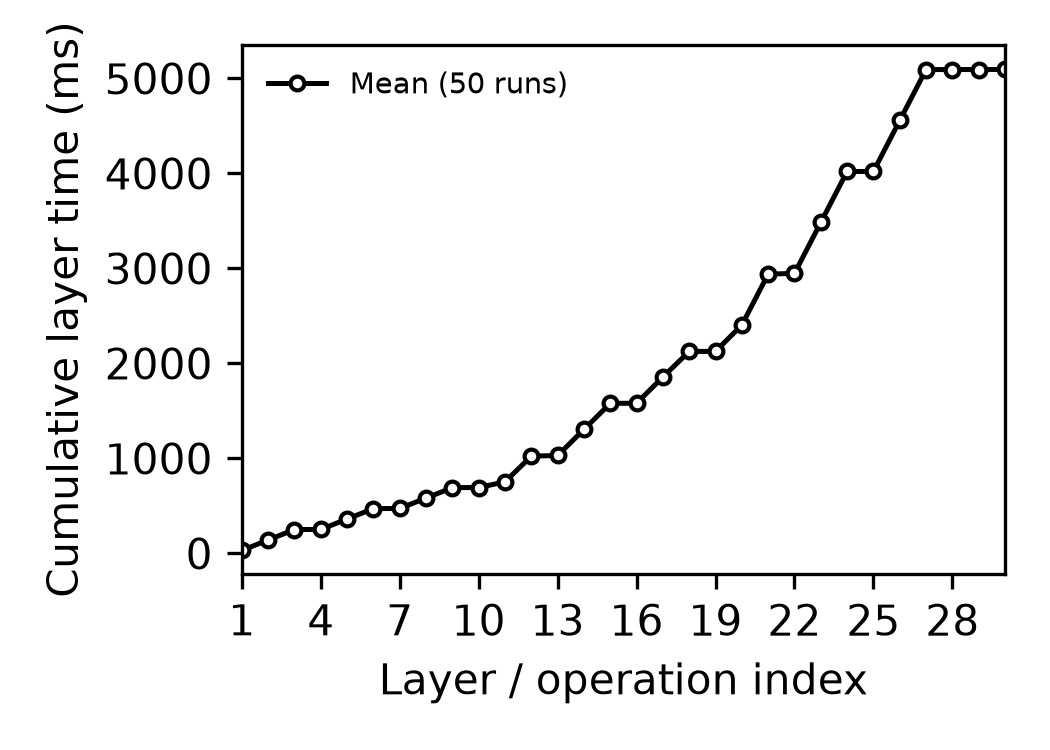 Cumulative layer time (ms)
5000
4000
3000
2000
1000
0
Mean (50 runs)
1 4 7 10 13 16 19 22 25 28
Layer / operation index